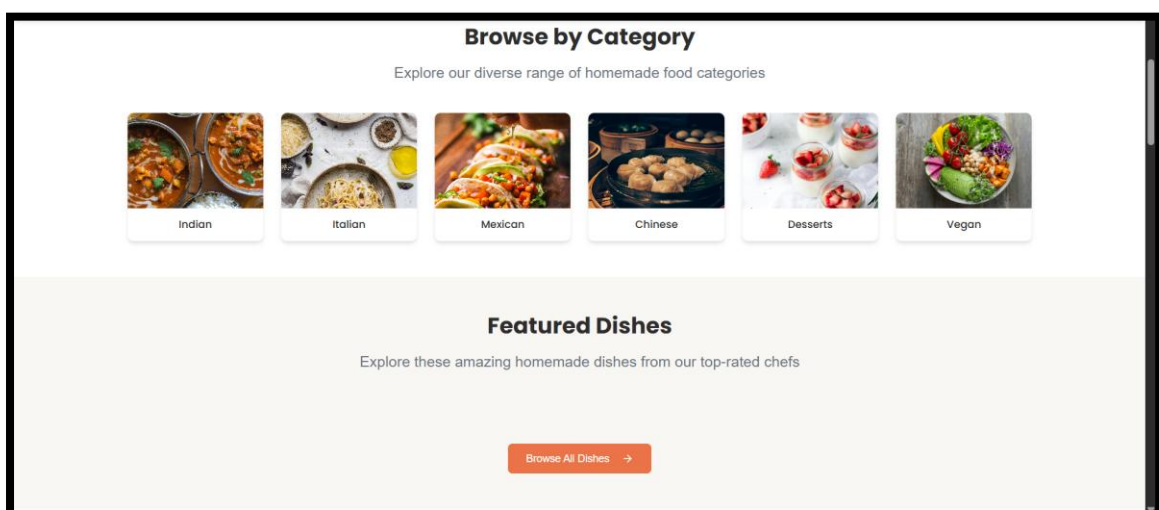 Browse by Category
Explore our diverse range of homemade food categories
Indian
Italian
Mexican
Chinese
Desserts
Vegan
Featured Dishes
Explore these amazing homemade dishes from our top-rated chefs
Browse All Dishes →